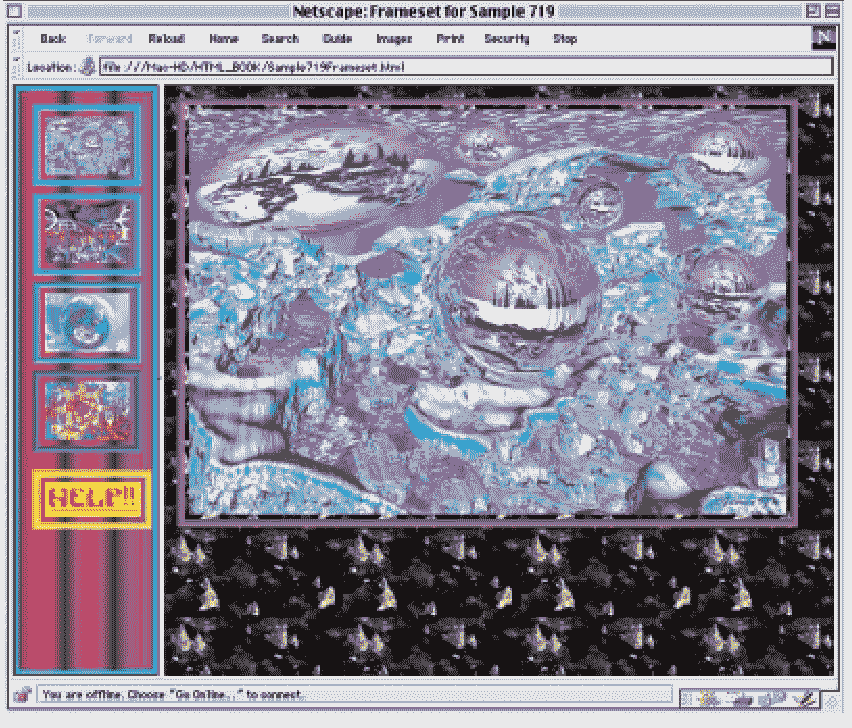 Netscape: Frameset for Sample 719
Back Forward Reload Home Search Guide Images Print Security Stop
Location: file:///Mac-HD/HTML_BOOK/Sample719Frameset.html
HELP!!
You are offline. Choose "Go Online..." to connect.